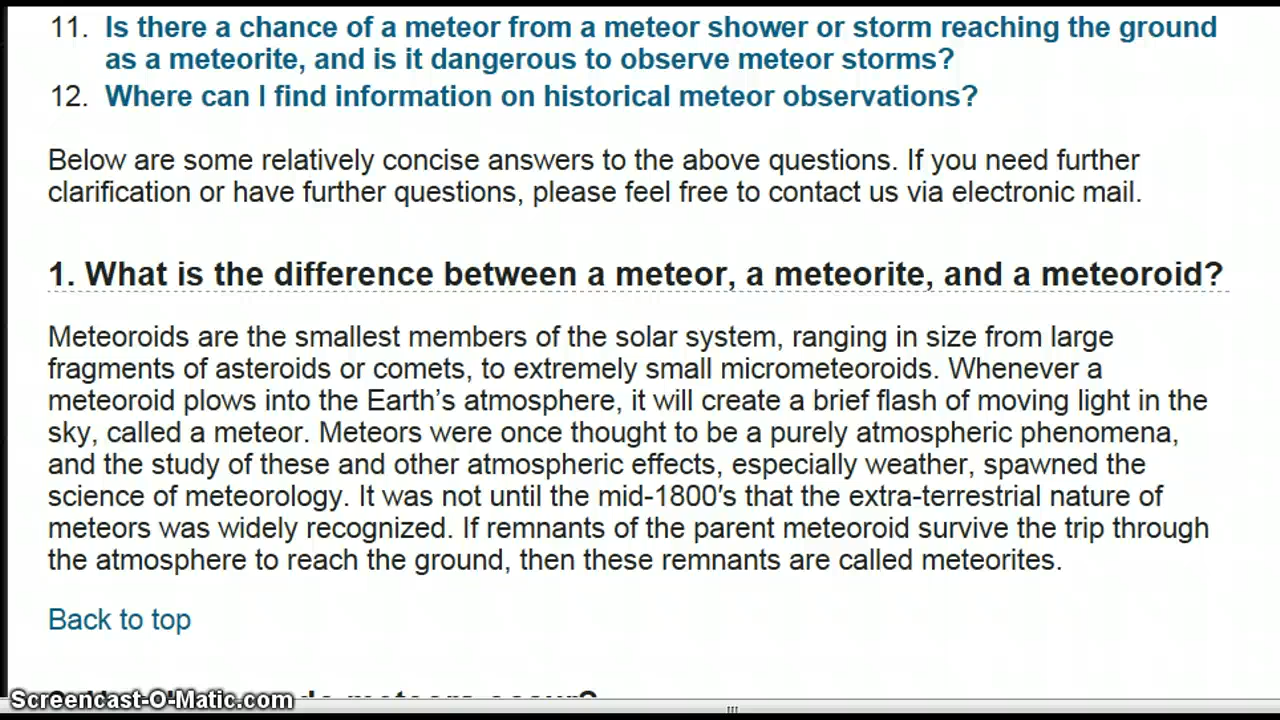 11. Is there a chance of a meteor from a meteor shower or storm reaching the ground
as a meteorite, and is it dangerous to observe meteor storms?
12. Where can I find information on historical meteor observations?
Below are some relatively concise answers to the above questions. If you need further
clarification or have further questions, please feel free to contact us via electronic mail.
1. What is the difference between a meteor, a meteorite, and a meteoroid?
Meteoroids are the smallest members of the solar system, ranging in size from large
fragments of asteroids or comets, to extremely small micrometeoroids. Whenever a
meteoroid plows into the Earth’s atmosphere, it will create a brief flash of moving light in the
sky, called a meteor. Meteors were once thought to be a purely atmospheric phenomena,
and the study of these and other atmospheric effects, especially weather, spawned the
science of meteorology. It was not until the mid-1800′s that the extra-terrestrial nature of
meteors was widely recognized. If remnants of the parent meteoroid survive the trip through
the atmosphere to reach the ground, then these remnants are called meteorites.
Back to top
do meteors occur?
Screencast-O-Matic.com